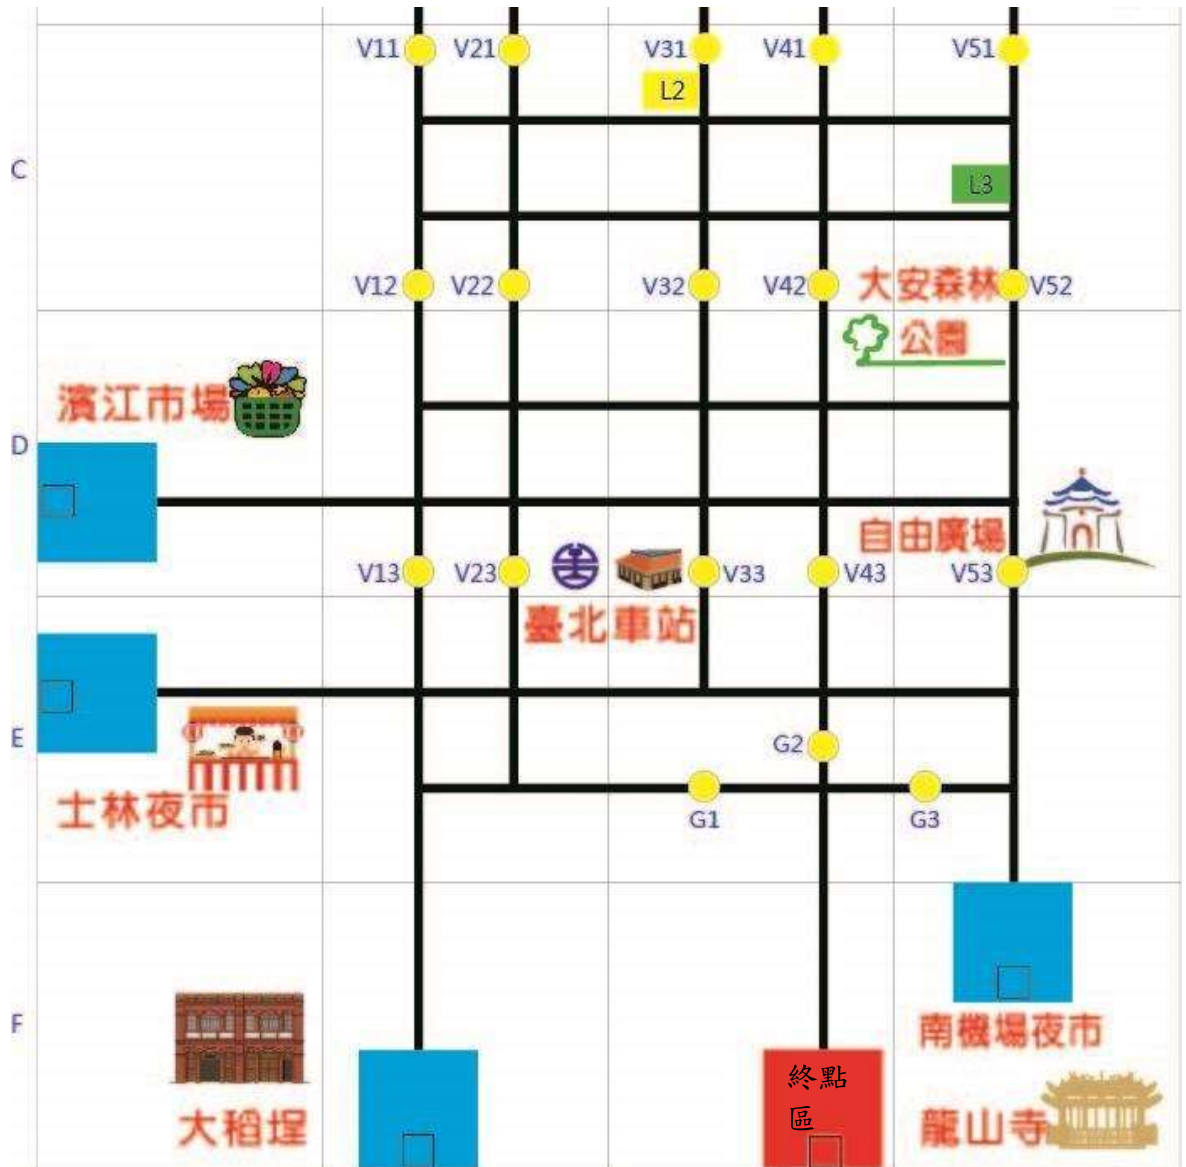 V11 V21 V31 V41 V51
L2
C
L3
V12 V22 V32 V42 大安森林 V52
公園
濱江市場
D
自由廣場
V13 V23 V33 V43 V53
臺北車站
E
G2
士林夜市
G1 G3
F
南機場夜市
終點
區
大稻埕
龍山寺